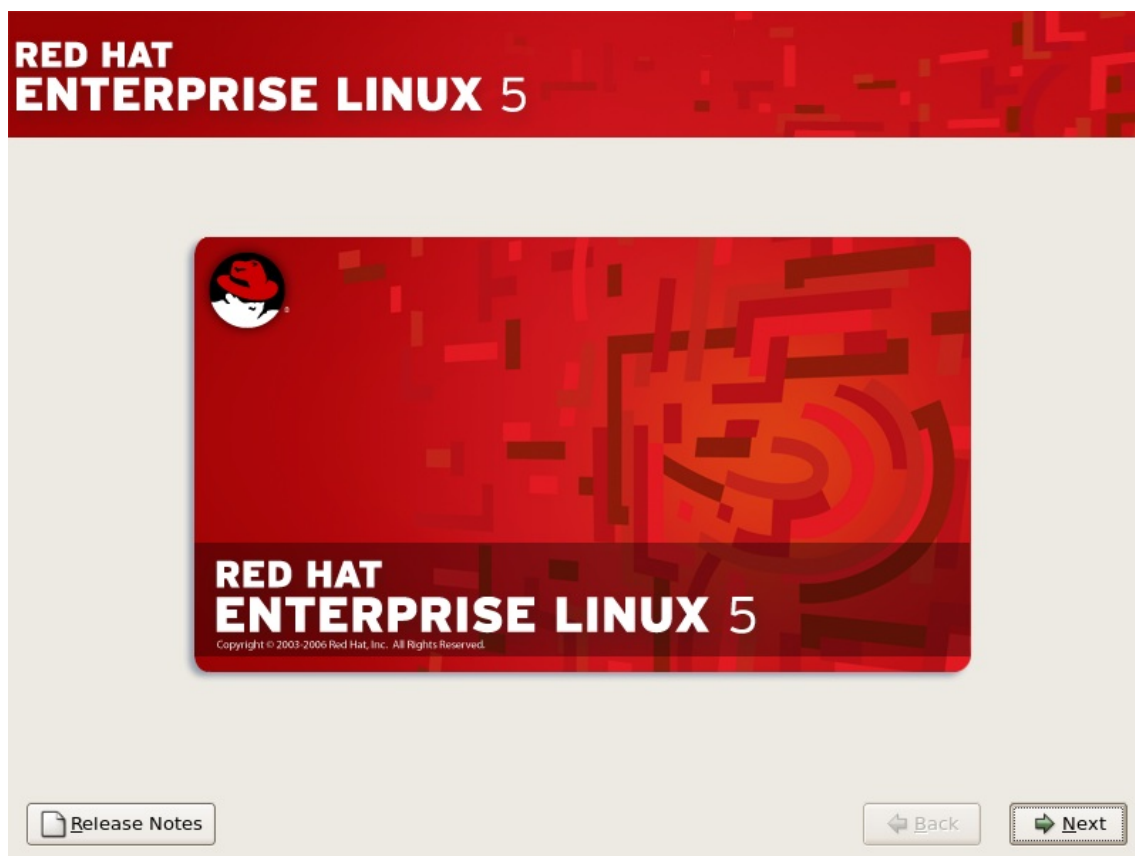 RED HAT
ENTERPRISE LINUX 5
RED HAT
ENTERPRISE LINUX 5
Copyright © 2003-2006 Red Hat, Inc. All Rights Reserved.
Release Notes
Back
Next